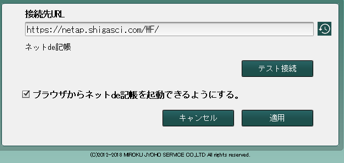 接続先URL
https://netap.shigasci.com/WF/
ネットde記帳
テスト接続
ブラウザからネットde記帳を起動できるようにする。
キャンセル
適用
(C)2013-2018 MIROKU JYOHO SERVICE CO.,LTD All rights reserved.